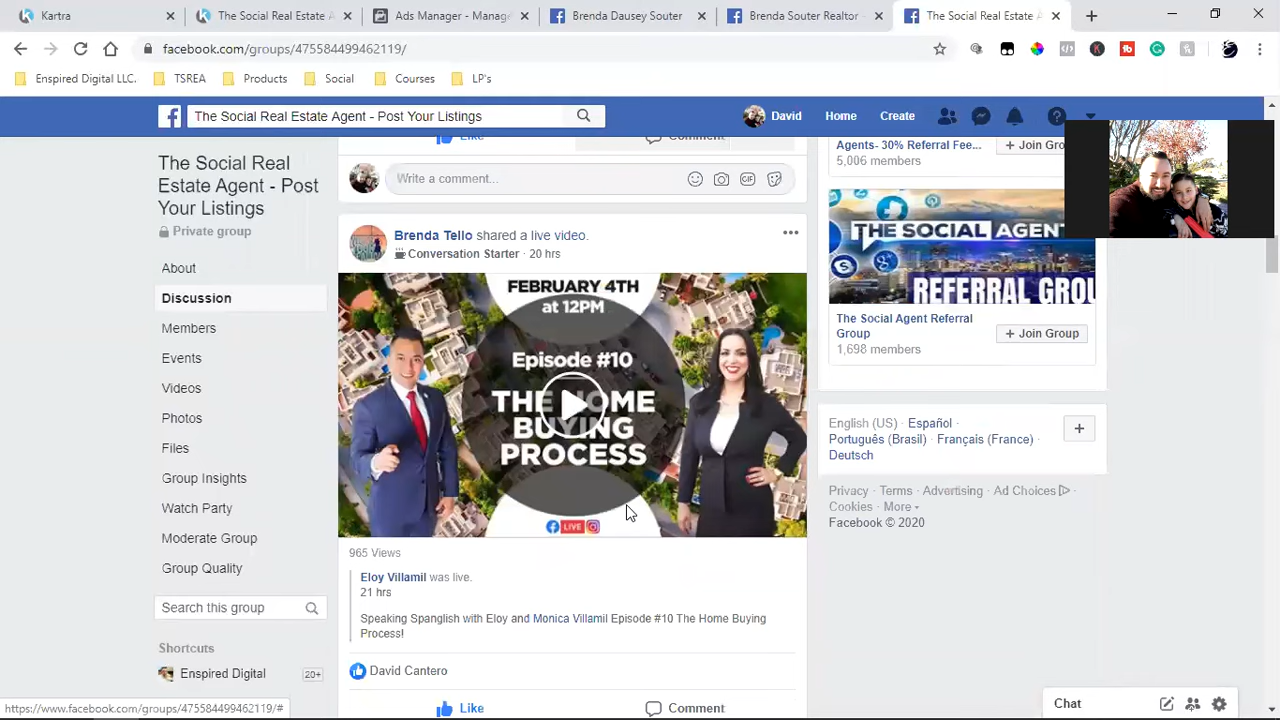 Kartra
The Social Real Estate A
Ads Manager - Manage
Brenda Dausey Souter
Brenda Souter Realtor -
The Social Real Estate A
facebook.com/groups/475584499462119/
Enspired Digital LLC.
TSREA
Products
Social
Courses
LP's
The Social Real Estate Agent - Post Your Listings
David
Home
Create
The Social Real
Estate Agent - Post
Your Listings
Private group
About
Discussion
Members
Events
Videos
Photos
Files
Group Insights
Watch Party
Moderate Group
Group Quality
Search this group
Shortcuts
Enspired Digital
20+
https://www.facebook.com/groups/475584499462119/#
Like
Comment
Write a comment...
GIF
Brenda Tello shared a live video.
Conversation Starter · 20 hrs
FEBRUARY 4TH
at 12PM
Episode #10
THE HOME
BUYING
PROCESS
LIVE
965 Views
Eloy Villamil was live.
21 hrs
Speaking Spanglish with Eloy and Monica Villamil Episode #10 The Home Buying
Process!
David Cantero
Like
Comment
Agents- 30% Referral Fee...
5,006 members
+ Join Grou
THE SOCIAL AGEN
REFERRAL GROU
The Social Agent Referral
Group
1,698 members
+ Join Group
English (US) · Español ·
Português (Brasil) · Français (France) ·
Deutsch
Privacy · Terms · Advertising · Ad Choices ·
Cookies · More
Facebook © 2020
Chat